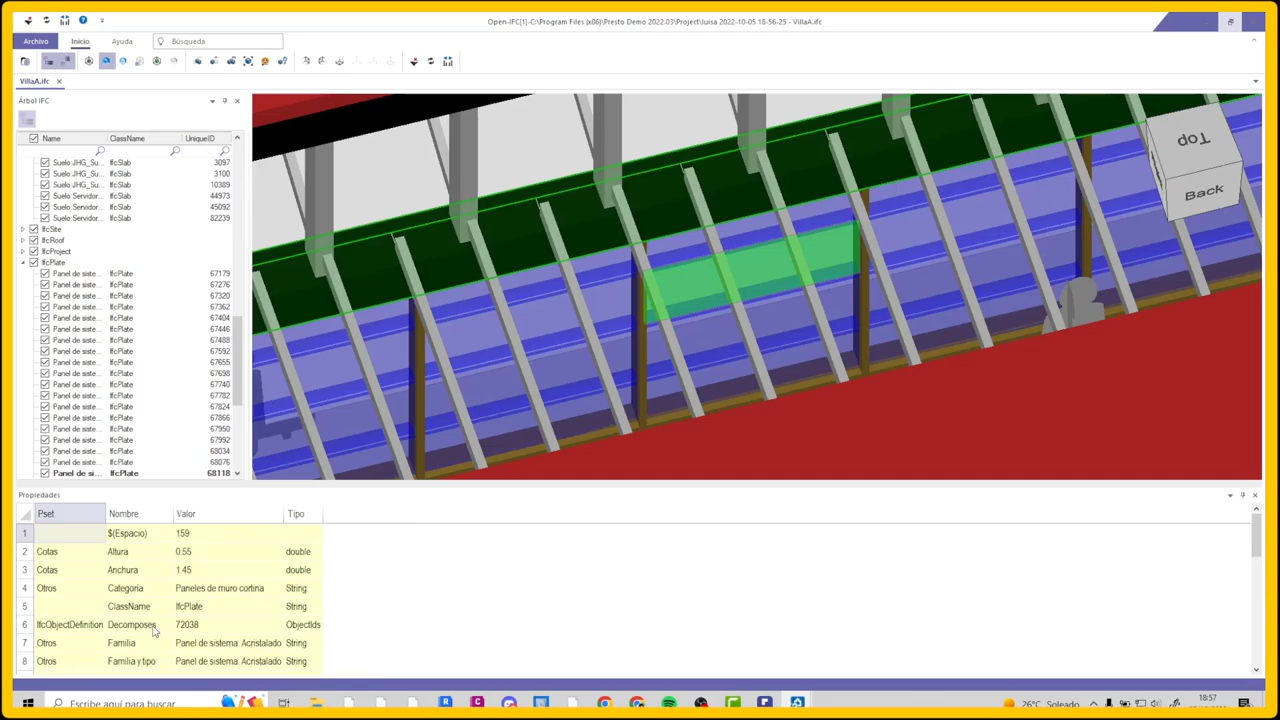 Open-IFC[1]-C:\Program Files (x86)\Presto Demo 2022.03\Project\luisa 2022-10-05 18-56-25 - VillaA.ifc
Archivo Inicio Ayuda Búsqueda
VillaA.ifc
Árbol IFC
Name ClassName UniqueID
Suelo:JHG_Su... IfcSlab 3097
Suelo:JHG_Su... IfcSlab 3100
Suelo:JHG_Su... IfcSlab 10389
Suelo:Servidor... IfcSlab 44973
Suelo:Servidor... IfcSlab 45092
Suelo:Servidor... IfcSlab 82239
IfcSite
IfcRoof
IfcProject
IfcPlate
Panel de siste... IfcPlate 67179
Panel de siste... IfcPlate 67276
Panel de siste... IfcPlate 67320
Panel de siste... IfcPlate 67362
Panel de siste... IfcPlate 67404
Panel de siste... IfcPlate 67446
Panel de siste... IfcPlate 67488
Panel de siste... IfcPlate 67592
Panel de siste... IfcPlate 67655
Panel de siste... IfcPlate 67698
Panel de siste... IfcPlate 67740
Panel de siste... IfcPlate 67782
Panel de siste... IfcPlate 67824
Panel de siste... IfcPlate 67866
Panel de siste... IfcPlate 67950
Panel de siste... IfcPlate 67992
Panel de siste... IfcPlate 68034
Panel de siste... IfcPlate 68076
Panel de si... IfcPlate 68118
Top
Back
Propiedades
Pset Nombre Valor Tipo
1 $(Espacio) 159
2 Cotas Altura 0.55 double
3 Cotas Anchura 1.45 double
4 Otros Categoría Paneles de muro cortina String
5 ClassName IfcPlate String
6 IfcObjectDefinition Decomposes 72038 ObjectIds
7 Otros Familia Panel de sistema: Acristalado String
8 Otros Familia y tipo Panel de sistema: Acristalado String
Escribe aquí para buscar
26°C Soleado
18:57